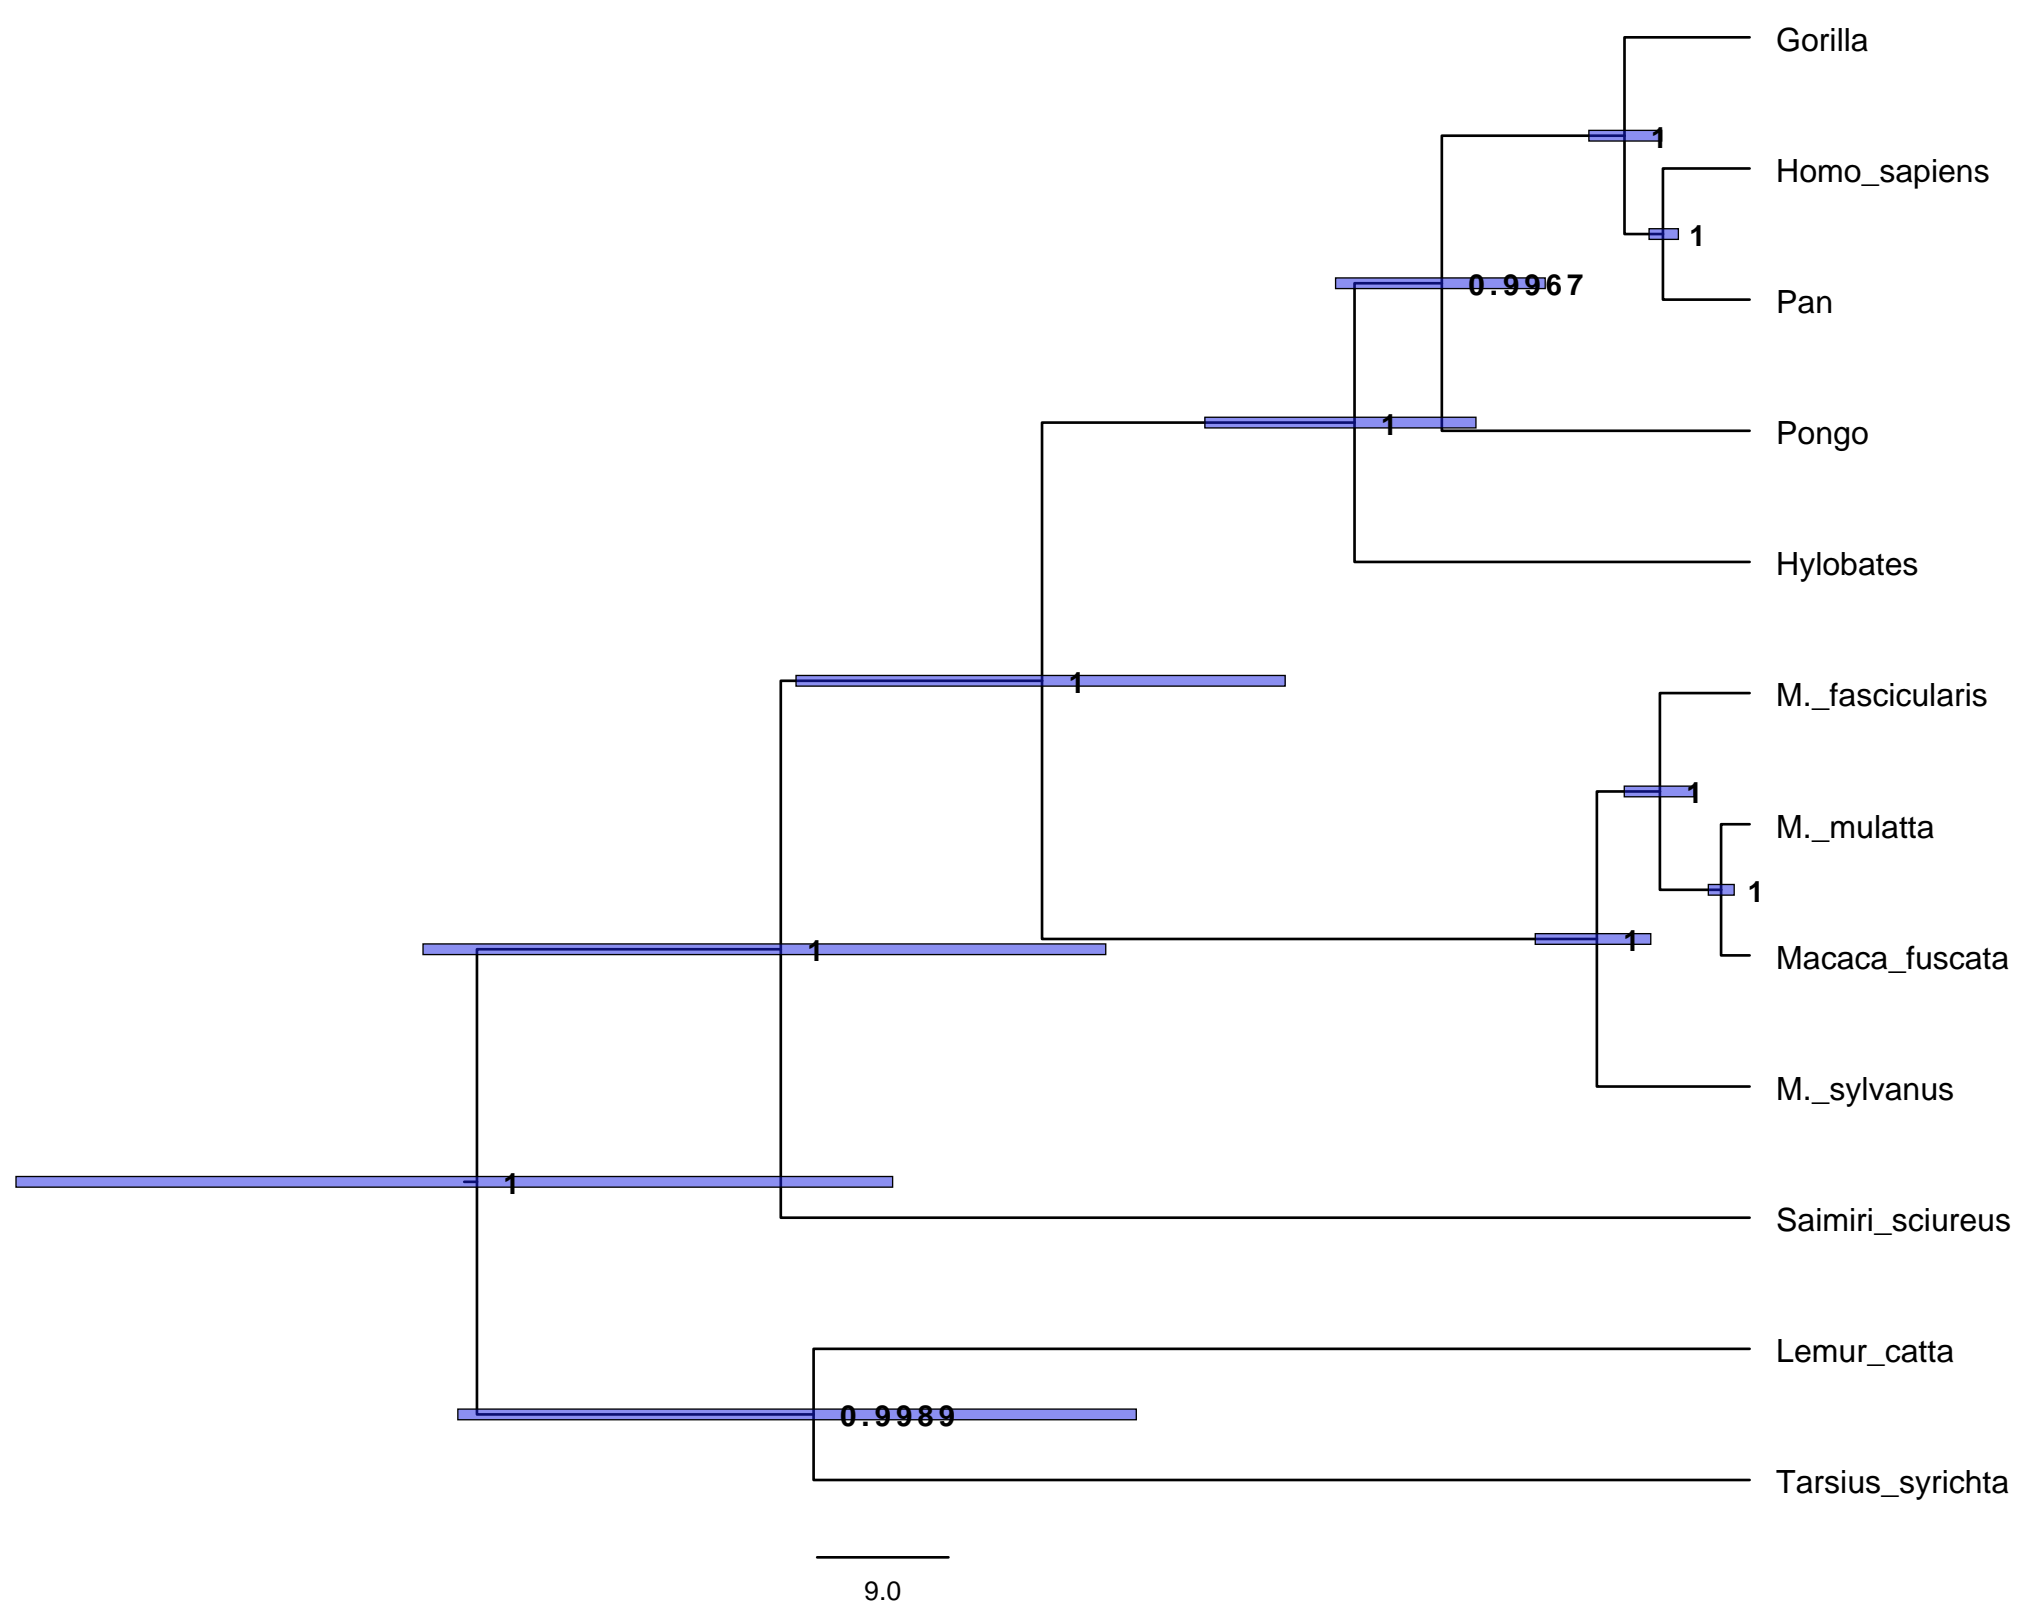 Gorilla
1
Homo_sapiens
1
0.9967
Pan
1
Pongo
Hylobates
1
M._fascicularis
1
M._mulatta
1
1
1
Macaca_fuscata
M._sylvanus
1
Saimiri_sciureus
Lemur_catta
0.9989
Tarsius_syrichta
9.0